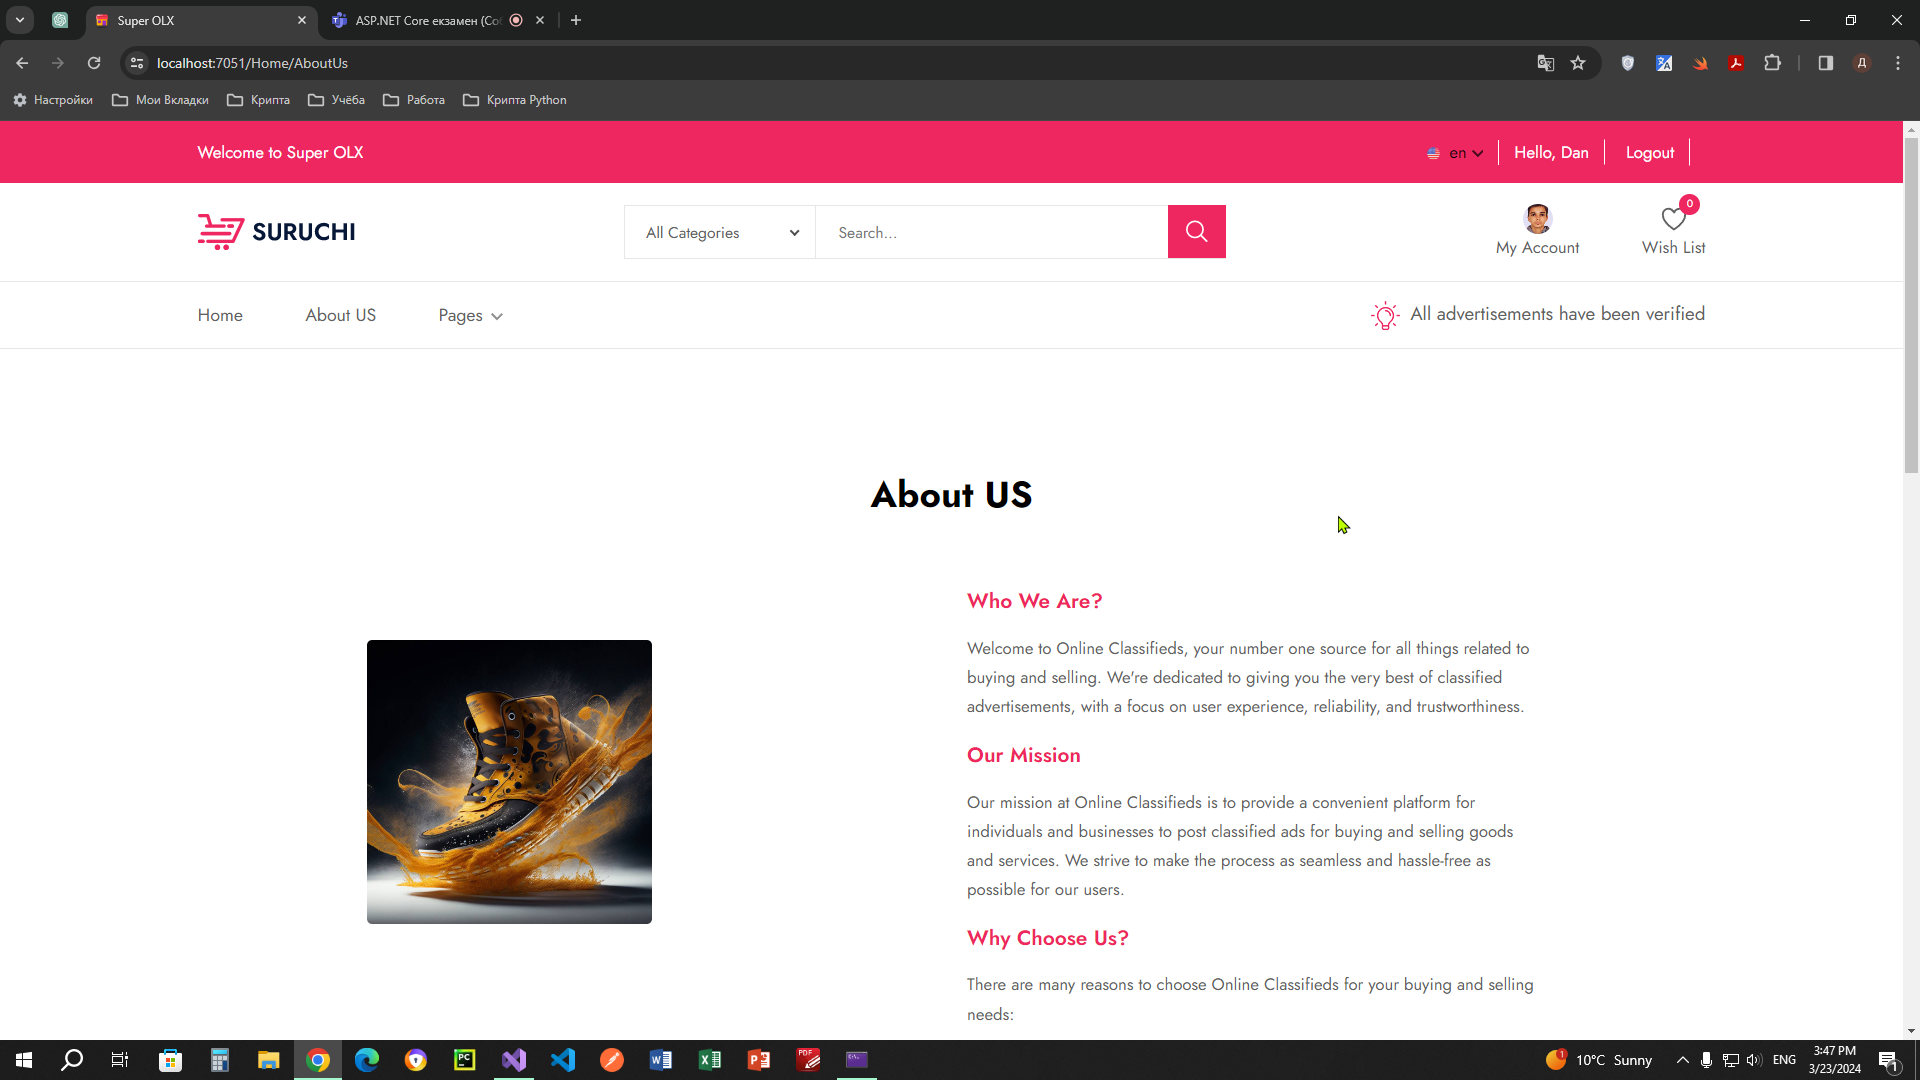 Super OLX
ASP.NET Core екзамен (Со
localhost:7051/Home/AboutUs
Д
Настройки
Мои Вкладки
Крипта
Учёба
Работа
Крипта Python
Welcome to Super OLX
en
Hello, Dan
Logout
SURUCHI
All Categories
Search...
My Account
0
Wish List
Home
About US
Pages
All advertisements have been verified
About US
Who We Are?
Welcome to Online Classifieds, your number one source for all things related to
buying and selling. We're dedicated to giving you the very best of classified
advertisements, with a focus on user experience, reliability, and trustworthiness.
Our Mission
Our mission at Online Classifieds is to provide a convenient platform for
individuals and businesses to post classified ads for buying and selling goods
and services. We strive to make the process as seamless and hassle-free as
possible for our users.
Why Choose Us?
There are many reasons to choose Online Classifieds for your buying and selling
needs:
PC
PDF
1
10°C Sunny
ENG
3:47 PM
3/23/2024
1